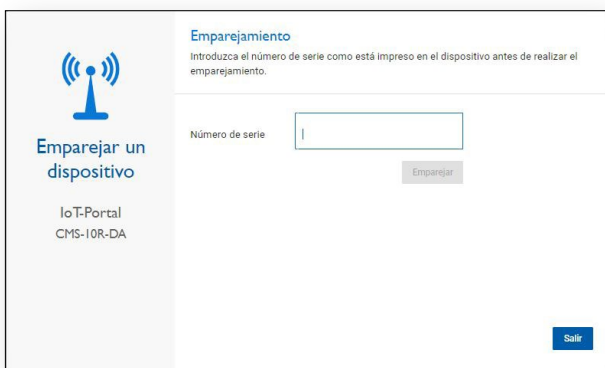 Emparejar un
dispositivo
IoT-Portal
CMS-10R-DA
Emparejamiento
Introduzca el número de serie como está impreso en el dispositivo antes de realizar el
emparejamiento.
Número de serie
Emparejar
Salir